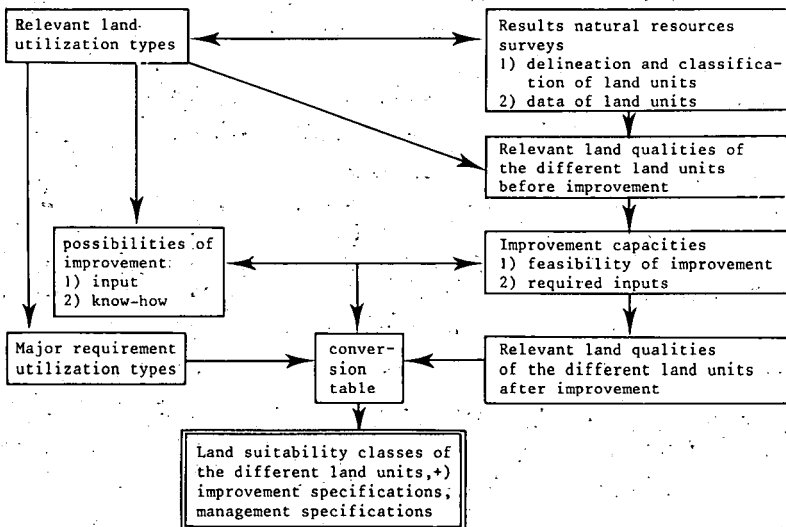 Relevant land
utilization types
Results natural resources
surveys
1) delineation and classifica-
tion of land units
2) data of land units
Relevant land qualities of
the different land units
before improvement
possibilities of
improvement:
1) input
2) know-how
Improvement capacities
1) feasibility of improvement
2) required inputs
Major requirement
utilization types
conver-
sion
table
Relevant land qualities
of the different land units
after improvement
Land suitability classes of
the different land units,+)
improvement specifications,
management specifications